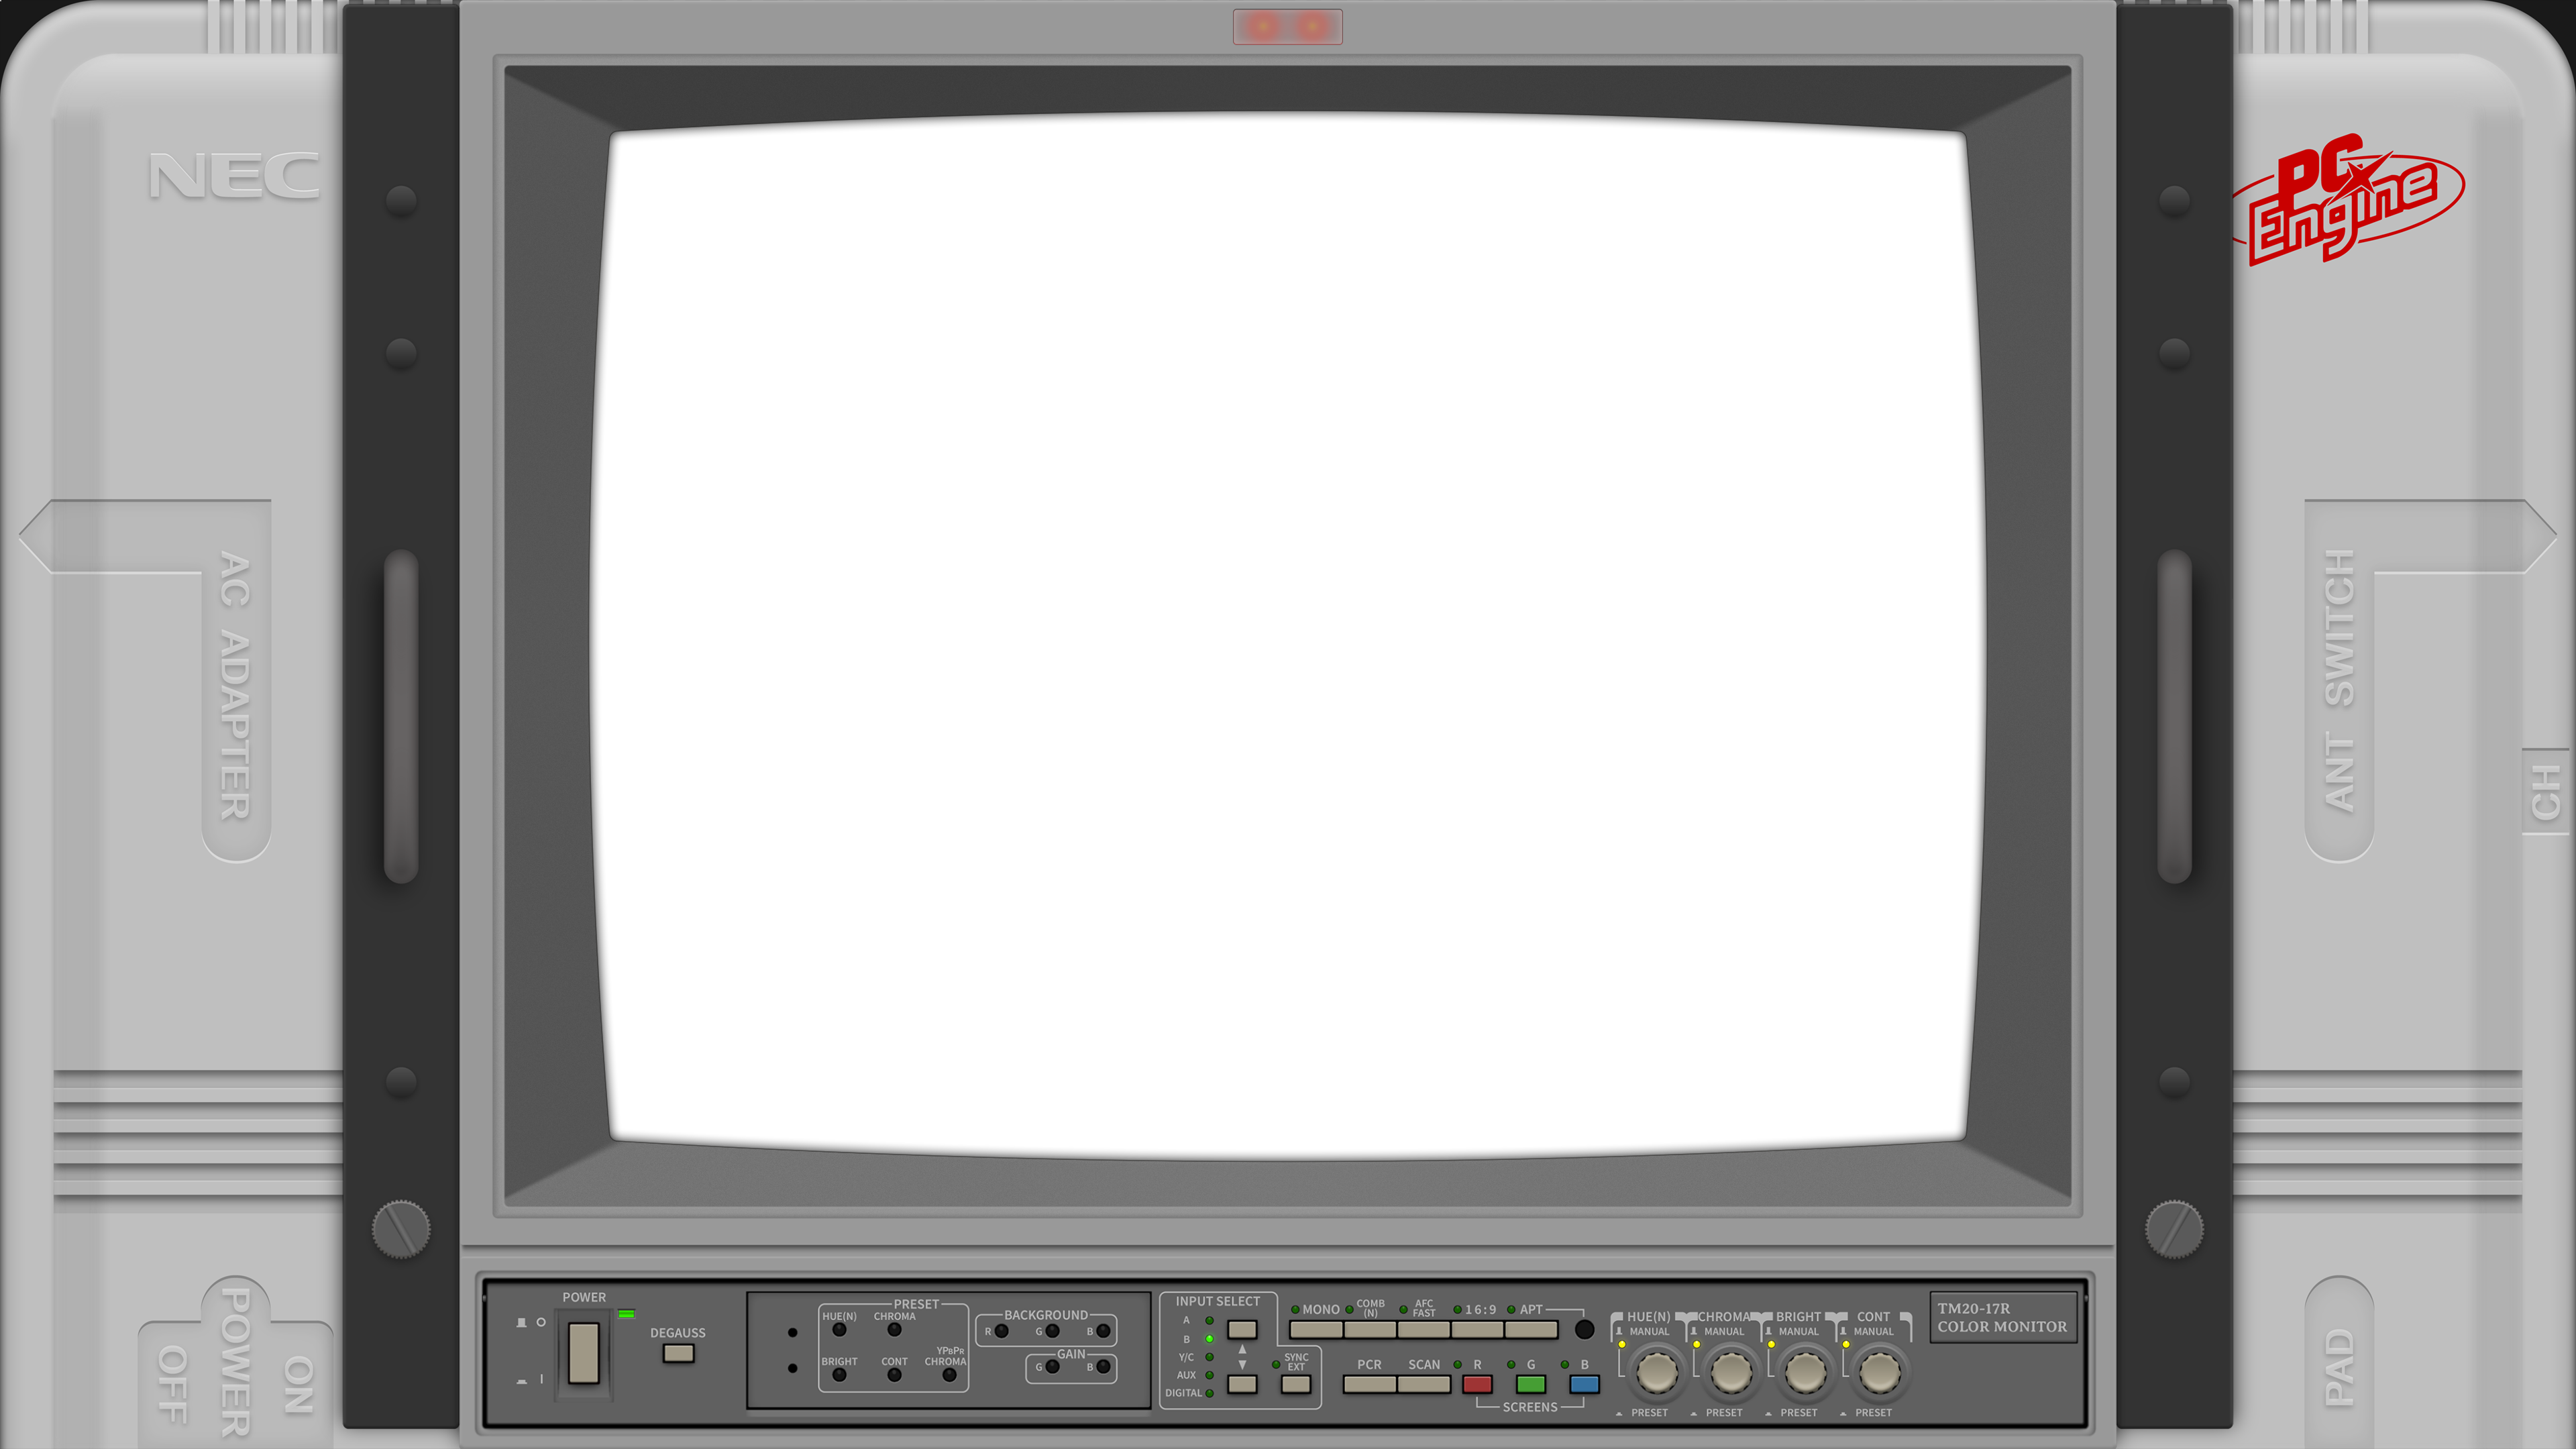 NEC
PC
Engine
AC ADAPTER
ANT SWITCH
CH
POWER
OFF
ON
PAD
POWER
DEGAUSS
PRESET
HUE(N)
CHROMA
BRIGHT
CONT
YPBPR
CHROMA
BACKGROUND
R
G
B
GAIN
G
B
INPUT SELECT
A
B
Y/C
AUX
DIGITAL
SYNC
EXT
MONO
COMB
(N)
AFC
FAST
16:9
APT
PCR
SCAN
R
G
B
SCREENS
HUE(N)
MANUAL
PRESET
CHROMA
MANUAL
PRESET
BRIGHT
MANUAL
PRESET
CONT
MANUAL
PRESET
TM20-17R
COLOR MONITOR